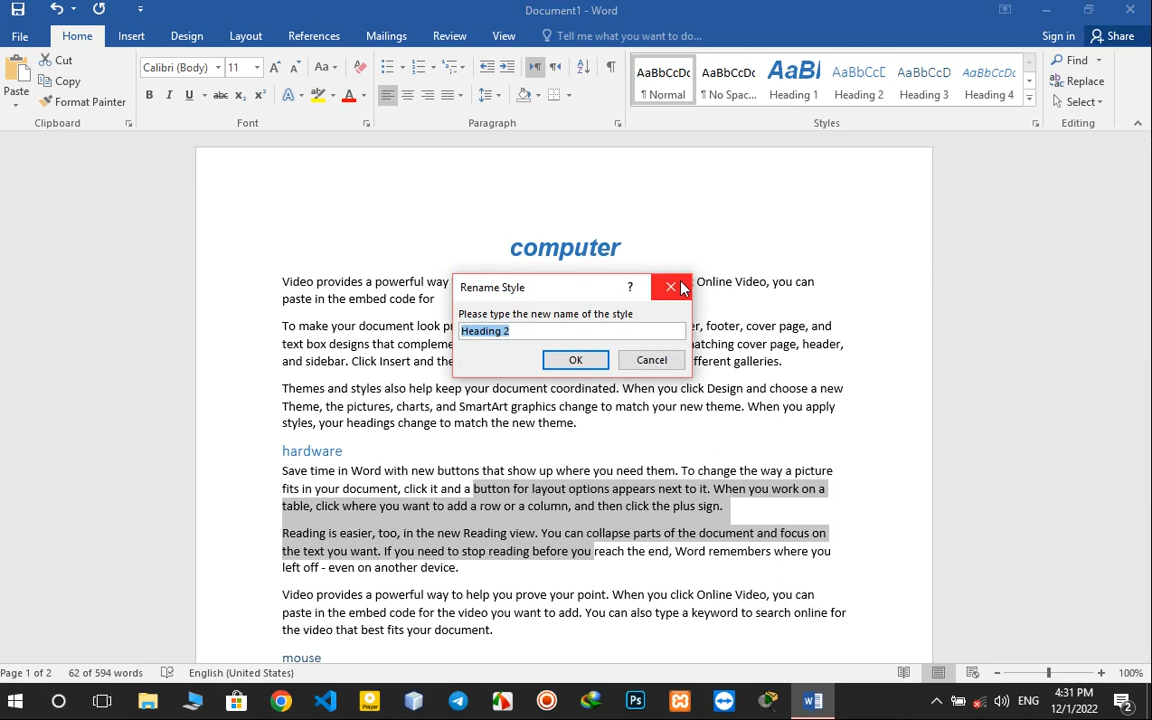 Document1 - Word
File
Home
Insert
Design
Layout
References
Mailings
Review
View
Tell me what you want to do...
Sign in
Share
Paste
Cut
Copy
Format Painter
Clipboard
Calibri (Body)
11
Font
Paragraph
AaBbCcDc
¶ Normal
AaBbCcDc
¶ No Spac...
AaBl
Heading 1
AaBbCcD
Heading 2
AaBbCcD
Heading 3
AaBbCcDc
Heading 4
Styles
Find
Replace
Select
Editing
computer
Video provides a powerful way
Online Video, you can
paste in the embed code for
To make your document look
footer, cover page, and
text box designs that
cover page, header,
and sidebar. Click Insert and
galleries.
Rename Style
?
Please type the new name of the style
Heading 2
OK
Cancel
Themes and styles also help keep your document coordinated. When you click Design and choose a new
Theme, the pictures, charts, and SmartArt graphics change to match your new theme. When you apply
styles, your headings change to match the new theme.
hardware
Save time in Word with new buttons that show up where you need them. To change the way a picture
fits in your document, click it and a button for layout options appears next to it. When you work on a
table, click where you want to add a row or a column, and then click the plus sign.
Reading is easier, too, in the new Reading view. You can collapse parts of the document and focus on
the text you want. If you need to stop reading before you reach the end, Word remembers where you
left off - even on another device.
Video provides a powerful way to help you prove your point. When you click Online Video, you can
paste in the embed code for the video you want to add. You can also type a keyword to search online for
the video that best fits your document.
mouse
Page 1 of 2
62 of 594 words
English (United States)
100%
ENG
4:31 PM
12/1/2022
2